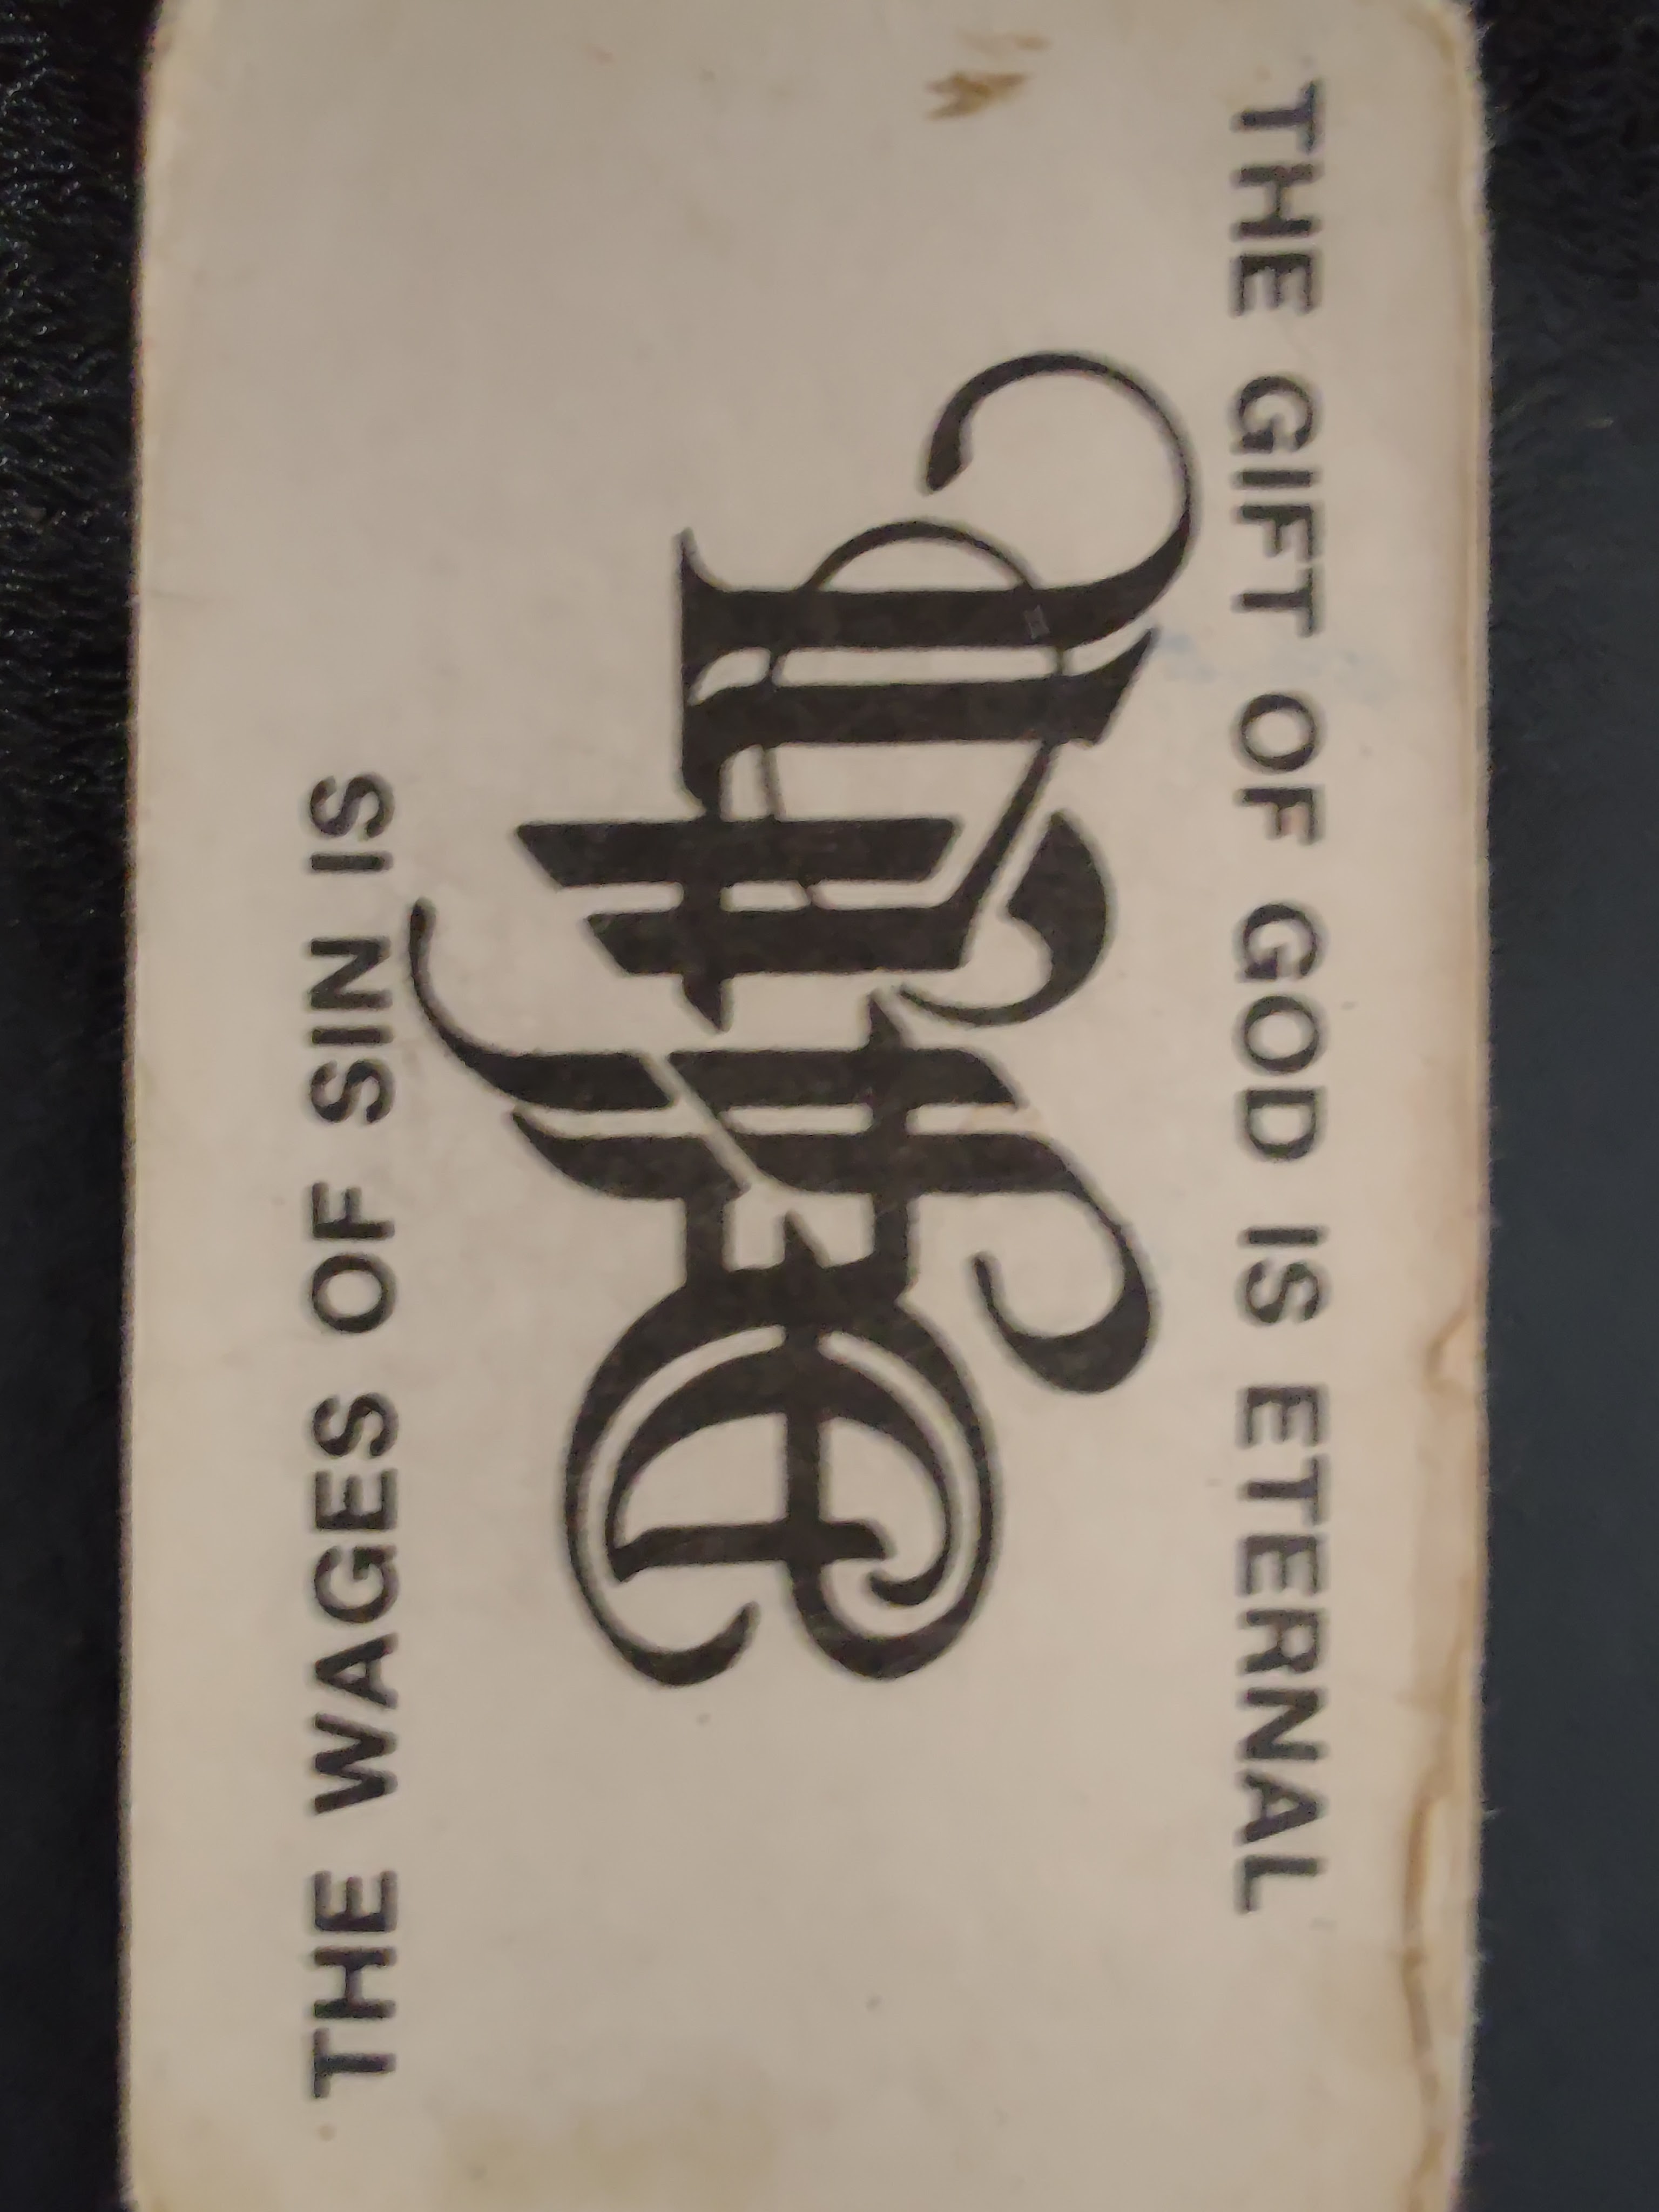 THE GIFT OF GOD IS ETERNAL
Life
THE WAGES OF SIN IS
Death